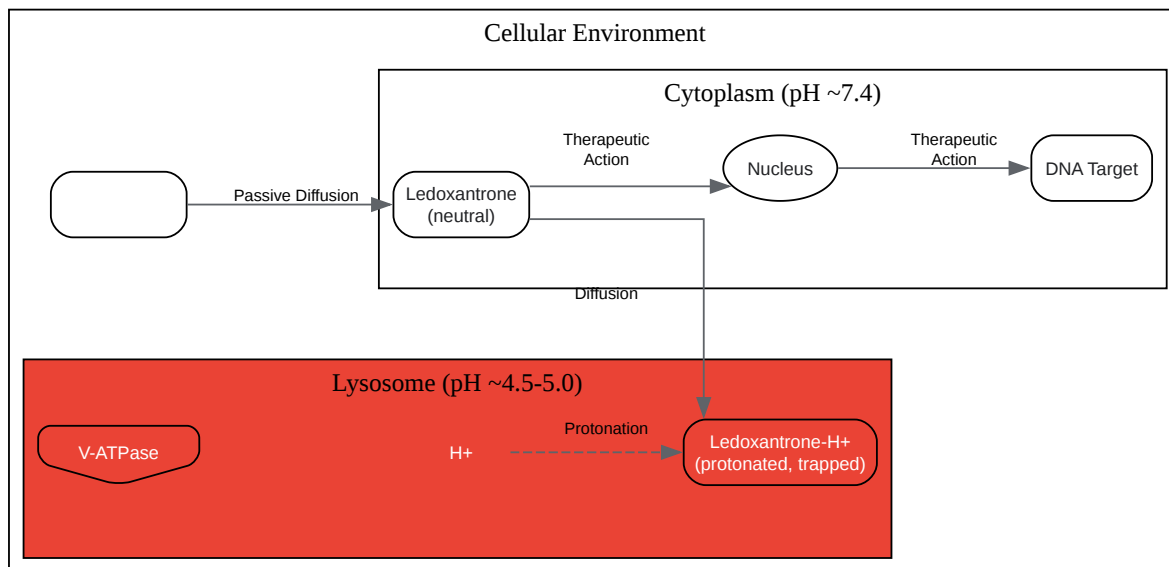 Cellular Environment
Cytoplasm (pH ~7.4)
Therapeutic
Action
Nucleus
Therapeutic
Action
DNA Target
Passive Diffusion
Ledoxantrone
(neutral)
Diffusion
Lysosome (pH ~4.5-5.0)
V-ATPase
H+
Protonation
Ledoxantrone-H+
(protonated, trapped)